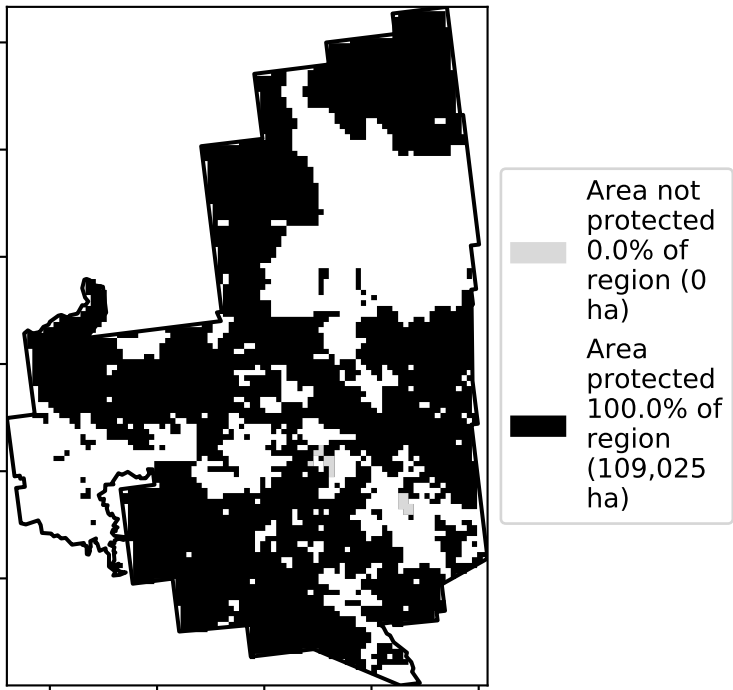 Area not
protected
0.0% of
region (0
ha)
Area
protected
100.0% of
region
(109,025
ha)